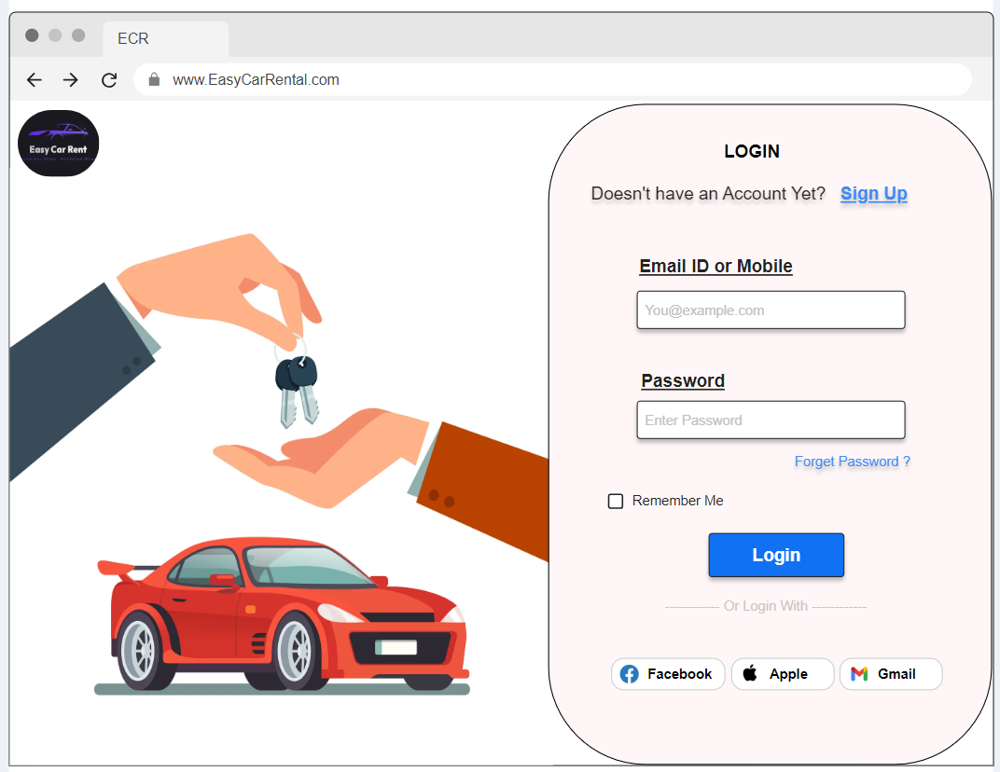 ECR
www.EasyCarRental.com
Easy Car Rent
LOGIN
Doesn't have an Account Yet? Sign Up
Email ID or Mobile
You@example.com
Password
Enter Password
Forget Password ?
Remember Me
Login
------------ Or Login With ------------
Facebook Apple Gmail